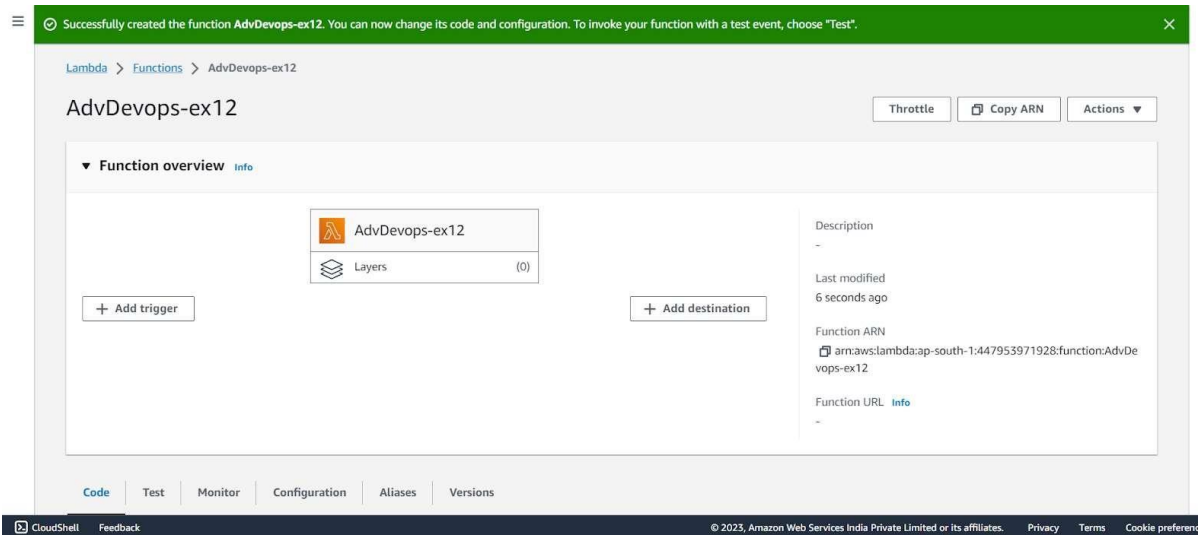 Successfully created the function AdvDevops-ex12. You can now change its code and configuration. To invoke your function with a test event, choose "Test".
Lambda > Functions > AdvDevops-ex12
AdvDevops-ex12
Throttle
Copy ARN
Actions
Function overview Info
AdvDevops-ex12
Layers (0)
+ Add trigger
+ Add destination
Description
-
Last modified
6 seconds ago
Function ARN
arn:aws:lambda:ap-south-1:447953971928:function:AdvDe
vops-ex12
Function URL Info
-
Code Test Monitor Configuration Aliases Versions
CloudShell Feedback © 2023, Amazon Web Services India Private Limited or its affiliates. Privacy Terms Cookie preferenc